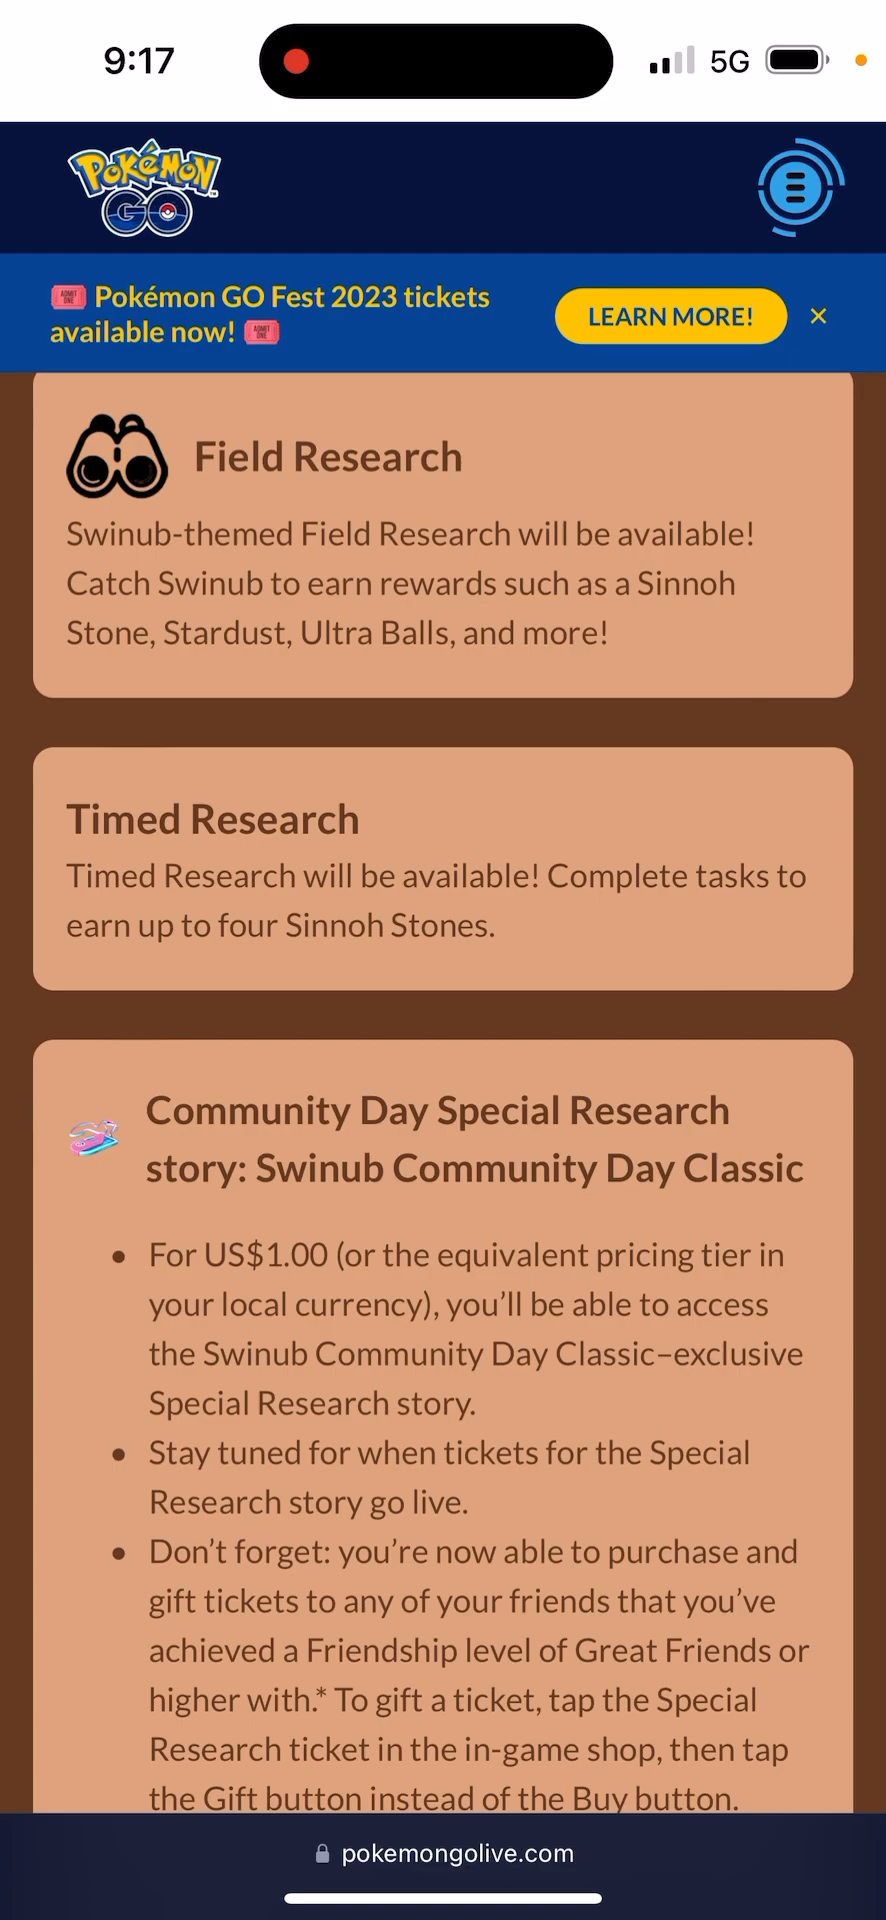 9:17
5G
POKéMON
GO
Pokémon GO Fest 2023 tickets
available now!
LEARN MORE!
×
Field Research
Swinub-themed Field Research will be available!
Catch Swinub to earn rewards such as a Sinnoh
Stone, Stardust, Ultra Balls, and more!
Timed Research
Timed Research will be available! Complete tasks to
earn up to four Sinnoh Stones.
Community Day Special Research
story: Swinub Community Day Classic
• For US$1.00 (or the equivalent pricing tier in
your local currency), you’ll be able to access
the Swinub Community Day Classic–exclusive
Special Research story.
• Stay tuned for when tickets for the Special
Research story go live.
• Don’t forget: you’re now able to purchase and
gift tickets to any of your friends that you’ve
achieved a Friendship level of Great Friends or
higher with.* To gift a ticket, tap the Special
Research ticket in the in-game shop, then tap
the Gift button instead of the Buy button.
pokemongolive.com